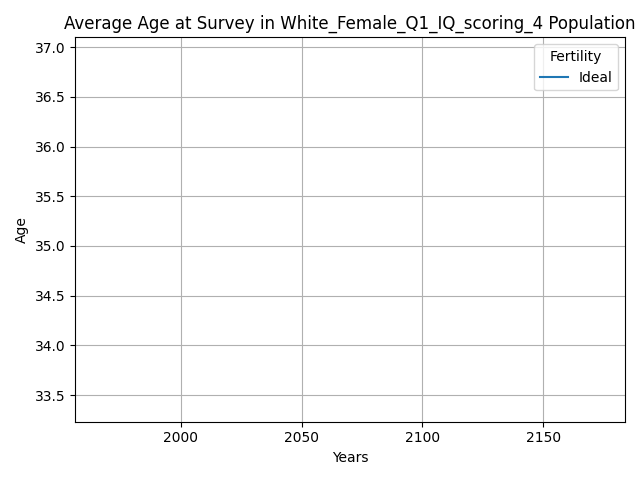 Average Age at Survey in White_Female_Q1_IQ_scoring_4 Population
Fertility
Ideal
37.0
36.5
36.0
35.5
35.0
34.5
34.0
33.5
Age
2000 2050 2100 2150
Years